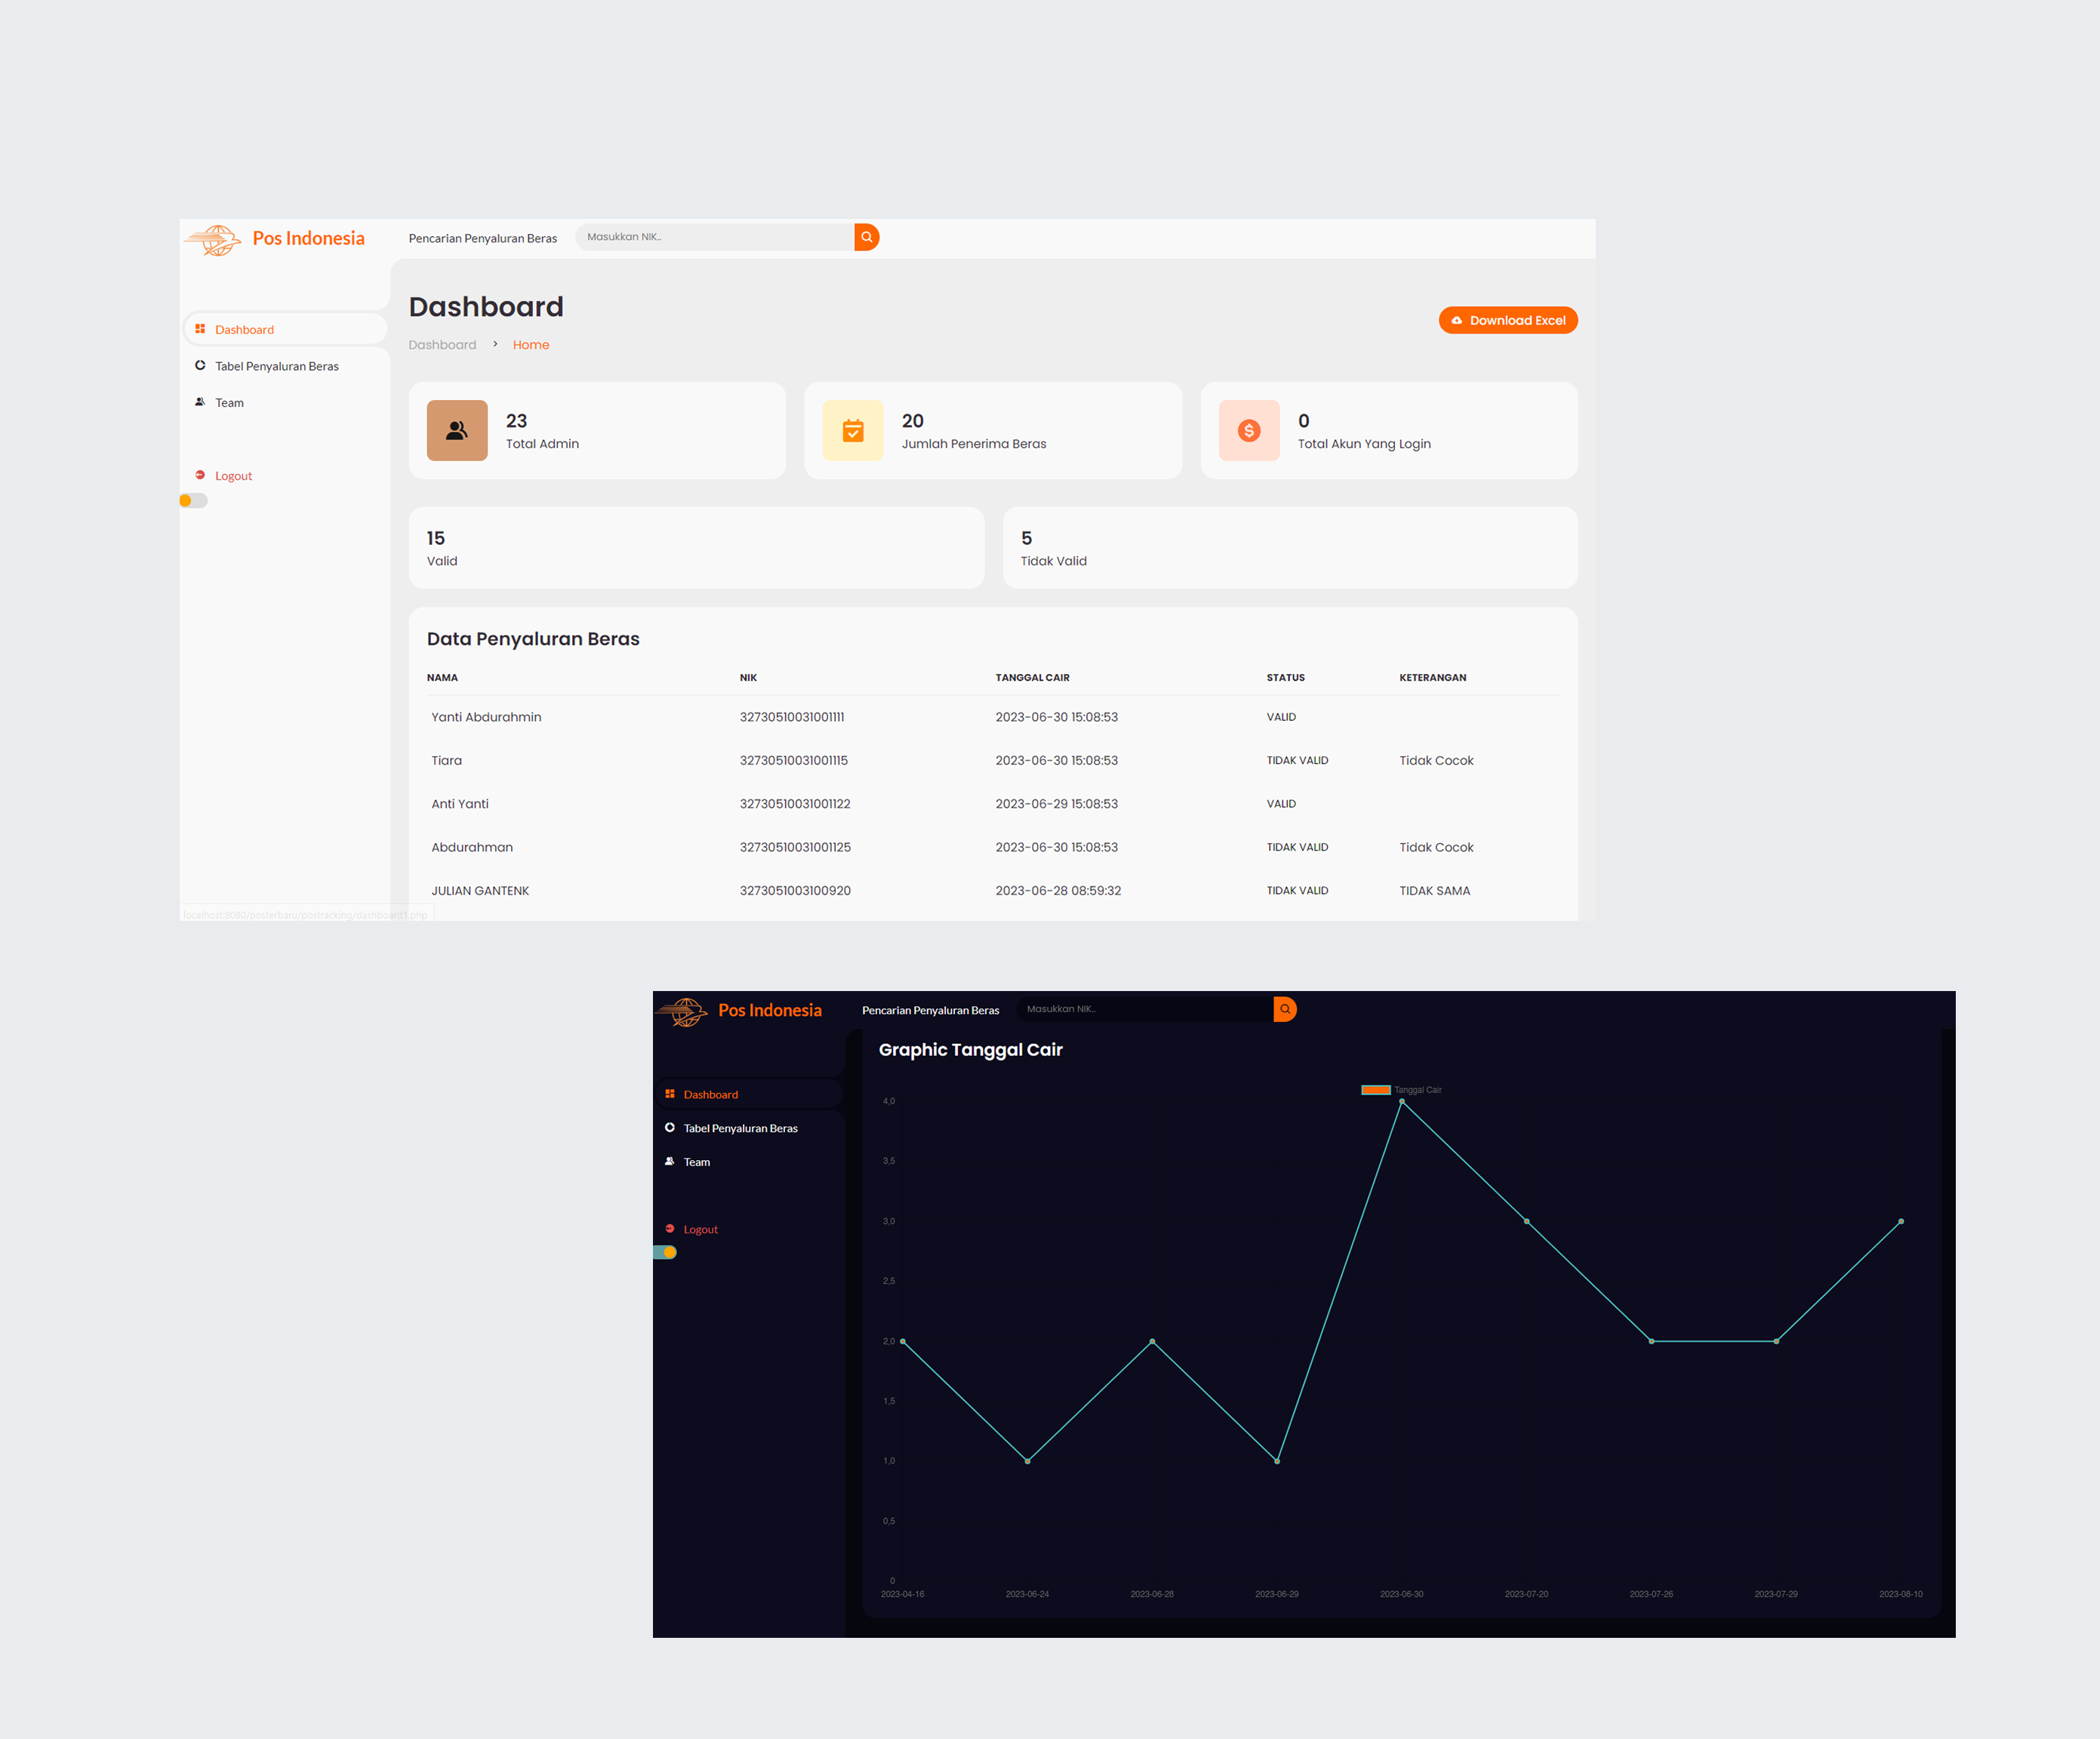 Pos Indonesia
Pencarian Penyaluran Beras
Masukkan NIK..
Dashboard
Tabel Penyaluran Beras
Team
Logout
Dashboard
Dashboard > Home
Download Excel
23
Total Admin
20
Jumlah Penerima Beras
0
Total Akun Yang Login
15
Valid
5
Tidak Valid
Data Penyaluran Beras
NAMA NIK TANGGAL CAIR STATUS KETERANGAN
Yanti Abdurahmin 32730510031001111 2023-06-30 15:08:53 VALID
Tiara 32730510031001115 2023-06-30 15:08:53 TIDAK VALID Tidak Cocok
Anti Yanti 32730510031001122 2023-06-29 15:08:53 VALID
Abdurahman 32730510031001125 2023-06-30 15:08:53 TIDAK VALID Tidak Cocok
JULIAN GANTENK 3273051003100920 2023-06-28 08:59:32 TIDAK VALID TIDAK SAMA
localhost:8080/posterbaru/postracking/dashboard1.php
Pos Indonesia
Pencarian Penyaluran Beras
Masukkan NIK..
Dashboard
Tabel Penyaluran Beras
Team
Logout
Graphic Tanggal Cair
Tanggal Cair
4,0
3,5
3,0
2,5
2,0
1,5
1,0
0,5
0
2023-04-16 2023-06-24 2023-06-28 2023-06-29 2023-06-30 2023-07-20 2023-07-26 2023-07-29 2023-08-10